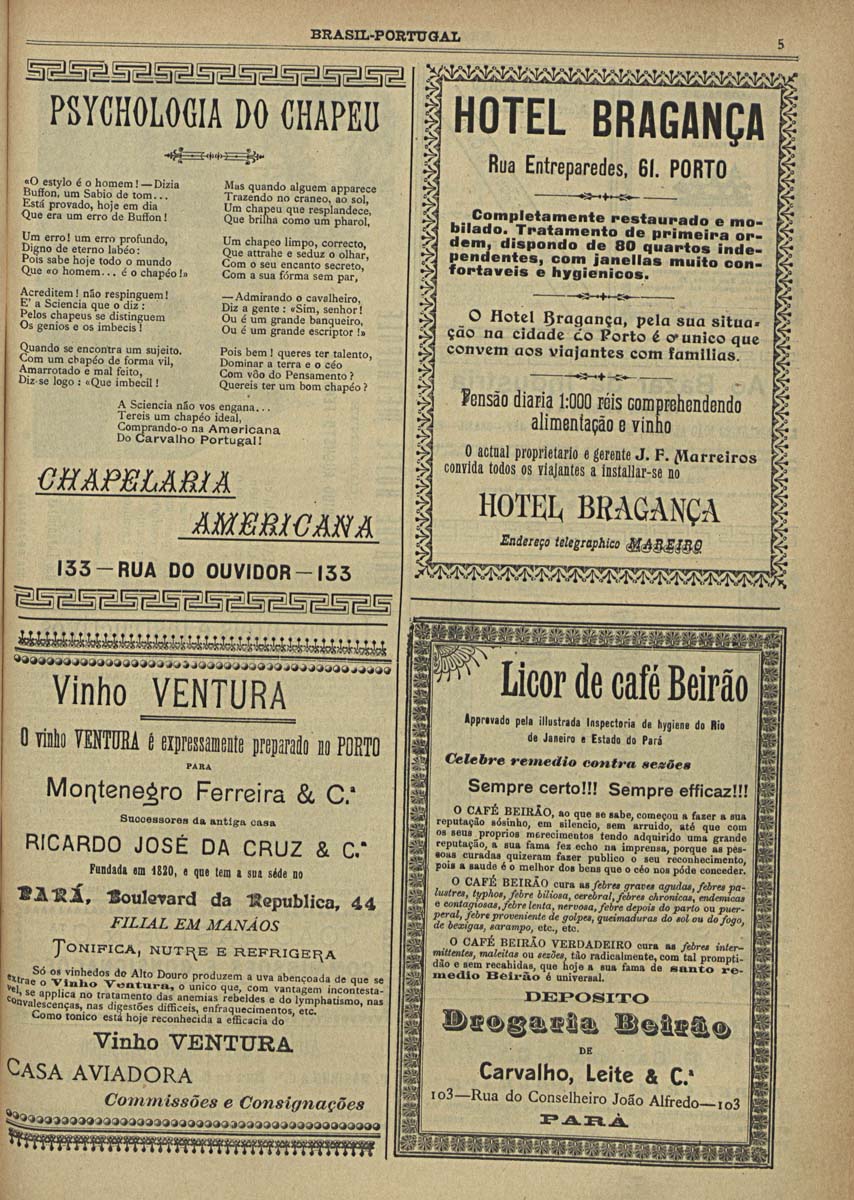 BRASIL-PORTUGAL
5
PSYCHOLOGIA DO CHAPEU
«O estylo é o homem! — Dizia
Buffon, um Sabio de tom...
Está provado, hoje em dia
Que era um erro de Buffon!
Um erro! um erro profundo,
Digno de eterno labéo:
Pois sabe hoje todo o mundo
Que «o homem... é o chapéo!»
Acreditem! não respinguem!
E' a Sciencia que o diz:
Pelos chapeus se distinguem
Os genios e os imbecis!
Quando se encontra um sujeito.
Com um chapéo de forma vil,
Amarrotado e mal feito,
Diz-se logo: «Que imbecil!
Mas quando alguem apparece
Trazendo no craneo, ao sol,
Um chapeu que resplandece,
Que brilha como um pharol,
Um chapeo limpo, correcto,
Que attrahe e seduz o olhar,
Com o seu encanto secreto,
Com a sua fórma sem par,
— Admirando o cavalheiro,
Diz a gente: «Sim, senhor!
Ou é um grande banqueiro,
Ou é um grande escriptor!»
Pois bem! queres ter talento,
Dominar a terra e o céo
Com vôo do Pensamento?
Quereis ter um bom chapéo?
A Sciencia não vos engana...
Tereis um chapéo ideal,
Comprando-o na Americana
Do Carvalho Portugal!
CHAPELARIA
AMERICANA
133 — RUA DO OUVIDOR — 133
HOTEL BRAGANÇA
Rua Entreparedes, 61. PORTO
Completamente restaurado e mo-
bilado. Tratamento de primeira or-
dem, dispondo de 80 quartos inde-
pendentes, com janellas muito con-
fortaveis e hygienicos.
O Hotel Bragança, pela sua situa-
ção na cidade do Porto é o unico que
convem aos viajantes com familias.
Pensão diaria 1:000 réis comprehendendo
alimentação e vinho
O actual proprietario e gerente J. F. Marreiros
convida todos os viajantes a installar-se no
HOTEL BRAGANÇA
Endereço telegraphico MAREIRO
Vinho VENTURA
O vinho VENTURA é expressamente preparado no PORTO
PARA
Montenegro Ferreira & C.ª
Successores da antiga casa
RICARDO JOSÉ DA CRUZ & C.ª
Fundada em 1820, e que tem a sua séde no
PARÁ, Boulevard da Republica, 44
FILIAL EM MANÁOS
TONIFICA, NUTRE E REFRIGERA
Só os vinhedos do Alto Douro produzem a uva abençoada de que se
extrae o Vinho Ventura, o unico que, com vantagem incontesta-
vel, se applica no tratamento das anemias rebeldes e do lymphatismo, nas
convalescenças, nas digestões difficeis, enfraquecimentos, etc.
Como tonico está hoje reconhecida a efficacia do
Vinho VENTURA
CASA AVIADORA
Commissões e Consignações
Licor de café Beirão
Approvado pela illustrada Inspectoria de hygiene do Rio
de Janeiro e Estado do Pará
Celebre remedio contra sezões
Sempre certo!!! Sempre efficaz!!!
O CAFÉ BEIRÃO, ao que se sabe, começou a fazer a sua
reputação sósinho, em silencio, sem arruido, até que com
os seus proprios merecimentos tendo adquirido uma grande
reputação, a sua fama fez echo na imprensa, porque as pes-
soas curadas quizeram fazer publico o seu reconhecimento,
pois a saude é o melhor dos bens que o céo nos póde conceder.
O CAFÉ BEIRÃO cura as febres graves agudas, febres pa-
lustres, typhos, febre biliosa, cerebral, febres chronicas, endemicas
e contagiosas, febre lenta, nervosa, febre depois do parto ou puer-
peral, febre proveniente de golpes, queimaduras do sol ou do fogo,
de bexigas, sarampo, etc., etc.
O CAFÉ BEIRÃO VERDADEIRO cura as febres inter-
mittentes, maleitas ou sezões, tão radicalmente, com tal prompti-
dão e sem recahidas, que hoje a sua fama de santo re-
medio Beirão é universal.
DEPOSITO
Drogaria Beirão
DE
Carvalho, Leite & C.ª
103—Rua do Conselheiro João Alfredo—103
PARÁ